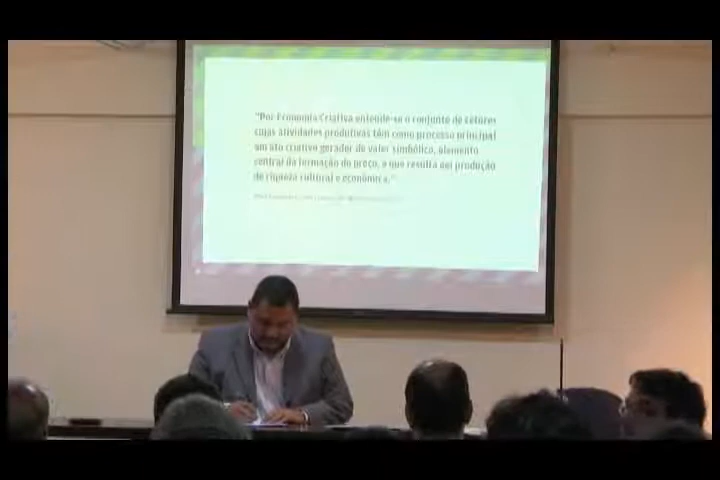 "Por Economia Criativa entende-se o conjunto de setores
cujas atividades produtivas têm como processo principal
um ato criativo gerador de valor simbólico, elemento
central da formação do preço, e que resulta em produção
de riqueza cultural e econômica."